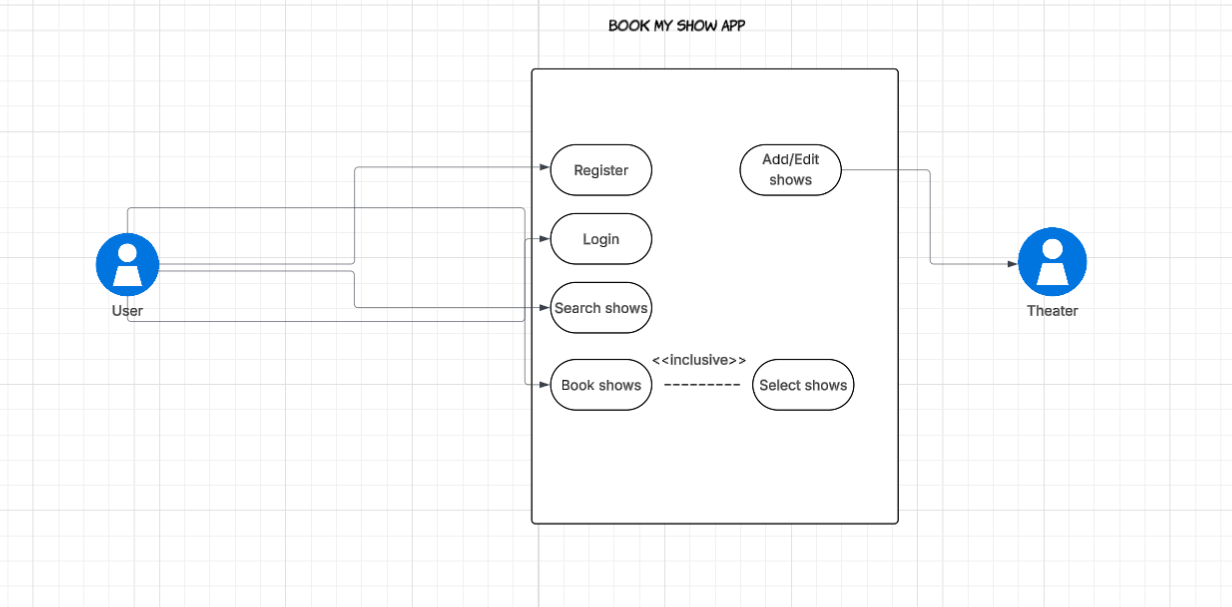 BOOK MY SHOW APP
Register
Add/Edit
shows
Login
User
Search shows
Theater
<<inclusive>>
Book shows
Select shows